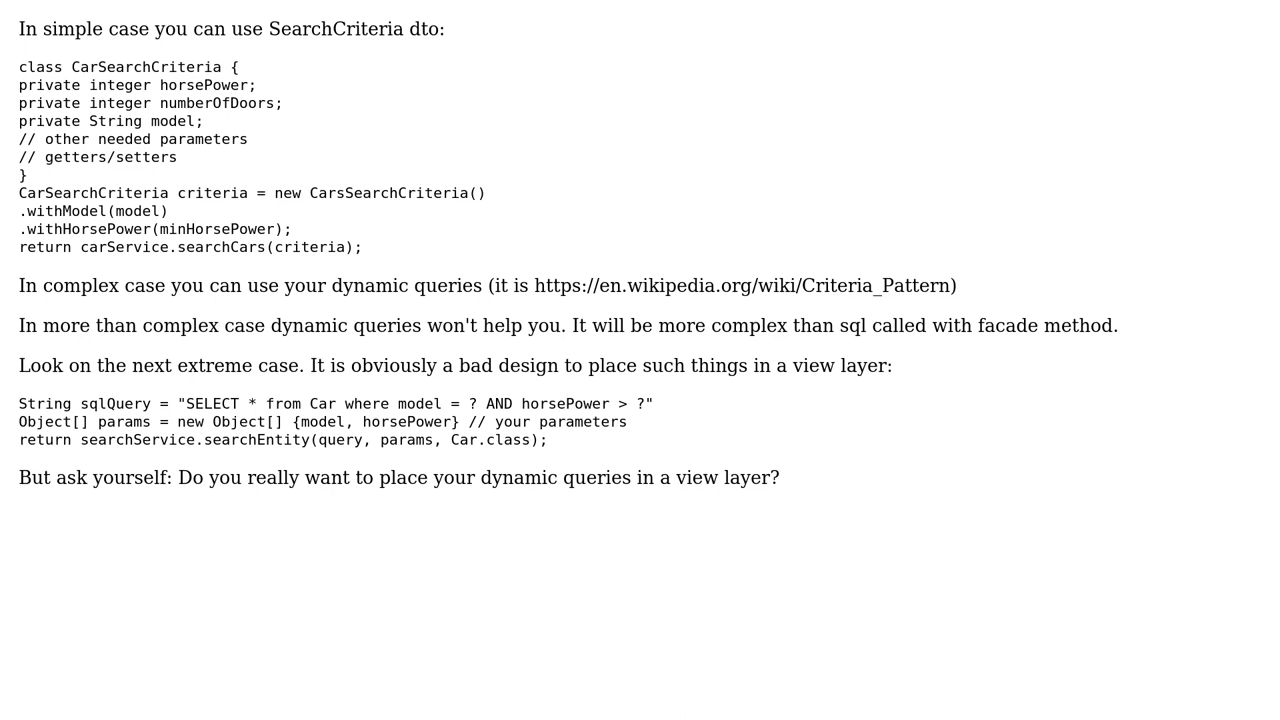 In simple case you can use SearchCriteria dto:
class CarSearchCriteria {
private integer horsePower;
private integer numberOfDoors;
private String model;
// other needed parameters
// getters/setters
}
CarSearchCriteria criteria = new CarsSearchCriteria()
.withModel(model)
.withHorsePower(minHorsePower);
return carService.searchCars(criteria);
In complex case you can use your dynamic queries (it is https://en.wikipedia.org/wiki/Criteria_Pattern)
In more than complex case dynamic queries won't help you. It will be more complex than sql called with facade method.
Look on the next extreme case. It is obviously a bad design to place such things in a view layer:
String sqlQuery = "SELECT * from Car where model = ? AND horsePower > ?"
Object[] params = new Object[] {model, horsePower} // your parameters
return searchService.searchEntity(query, params, Car.class);
But ask yourself: Do you really want to place your dynamic queries in a view layer?